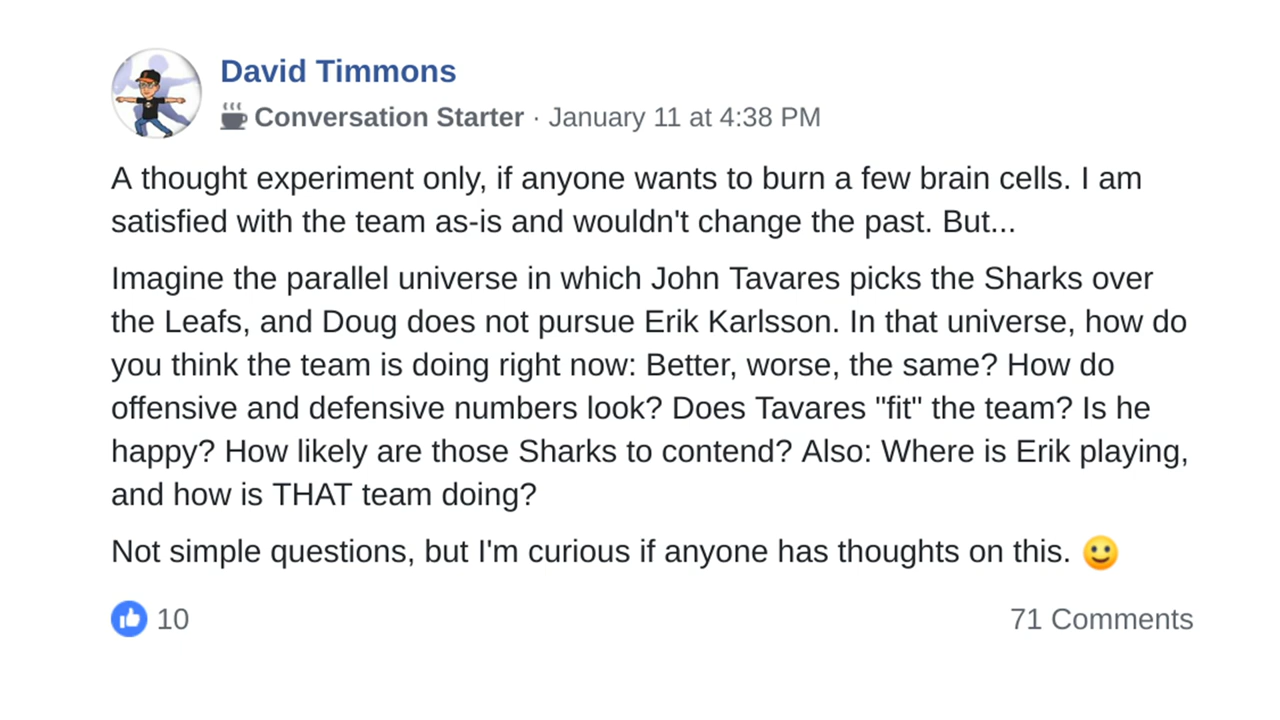 David Timmons
Conversation Starter · January 11 at 4:38 PM
A thought experiment only, if anyone wants to burn a few brain cells. I am
satisfied with the team as-is and wouldn't change the past. But...
Imagine the parallel universe in which John Tavares picks the Sharks over
the Leafs, and Doug does not pursue Erik Karlsson. In that universe, how do
you think the team is doing right now: Better, worse, the same? How do
offensive and defensive numbers look? Does Tavares "fit" the team? Is he
happy? How likely are those Sharks to contend? Also: Where is Erik playing,
and how is THAT team doing?
Not simple questions, but I'm curious if anyone has thoughts on this. 🙂
10
71 Comments